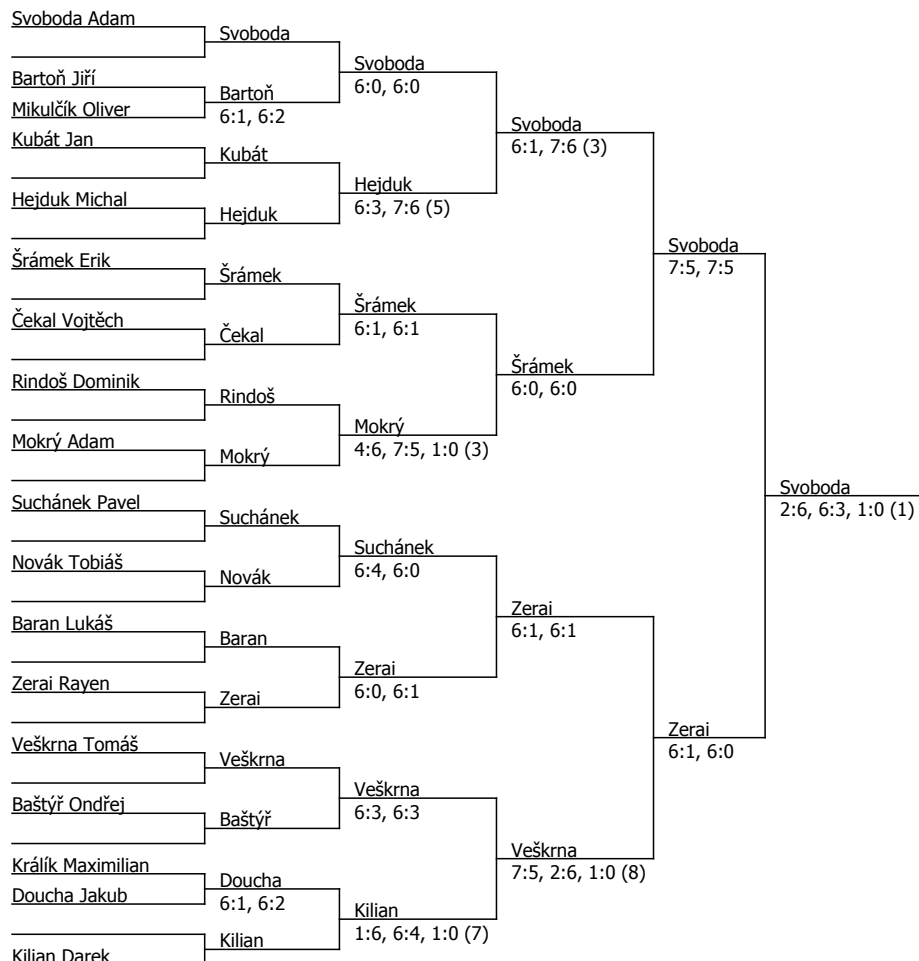 Svoboda Adam
Bartoň Jiří
Mikulčík Oliver
Kubát Jan
Hejduk Michal
Šrámek Erik
Čekal Vojtěch
Rindoš Dominik
Mokrý Adam
Suchánek Pavel
Novák Tobiáš
Baran Lukáš
Zerai Rayen
Veškrna Tomáš
Baštýř Ondřej
Králík Maximilian
Doucha Jakub
Kilian Darek
Svoboda
Bartoň
6:1, 6:2
Kubát
Hejduk
Šrámek
Čekal
Rindoš
Mokrý
Suchánek
Novák
Baran
Zerai
Veškrna
Baštýř
Doucha
6:1, 6:2
Kilian
Svoboda
6:0, 6:0
Hejduk
6:3, 7:6 (5)
Šrámek
6:1, 6:1
Mokrý
4:6, 7:5, 1:0 (3)
Suchánek
6:4, 6:0
Zerai
6:0, 6:1
Veškrna
6:3, 6:3
Kilian
1:6, 6:4, 1:0 (7)
Svoboda
6:1, 7:6 (3)
Šrámek
6:0, 6:0
Zerai
6:1, 6:1
Veškrna
7:5, 2:6, 1:0 (8)
Svoboda
7:5, 7:5
Zerai
6:1, 6:0
Svoboda
2:6, 6:3, 1:0 (1)